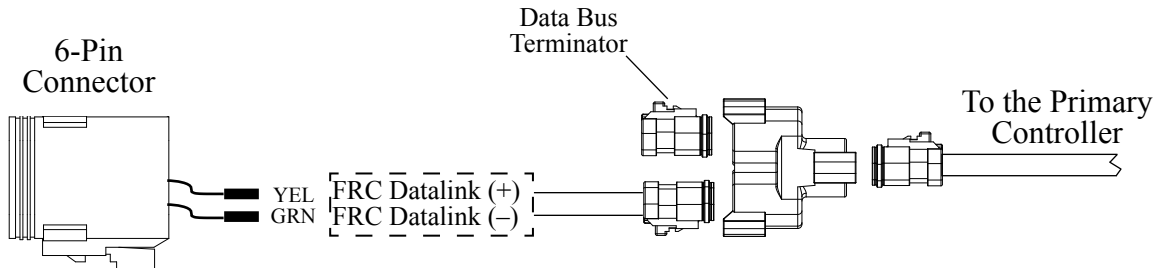 Data Bus
Terminator
6-Pin
Connector
To the Primary
Controller
YEL FRC Datalink (+)
GRN FRC Datalink (–)